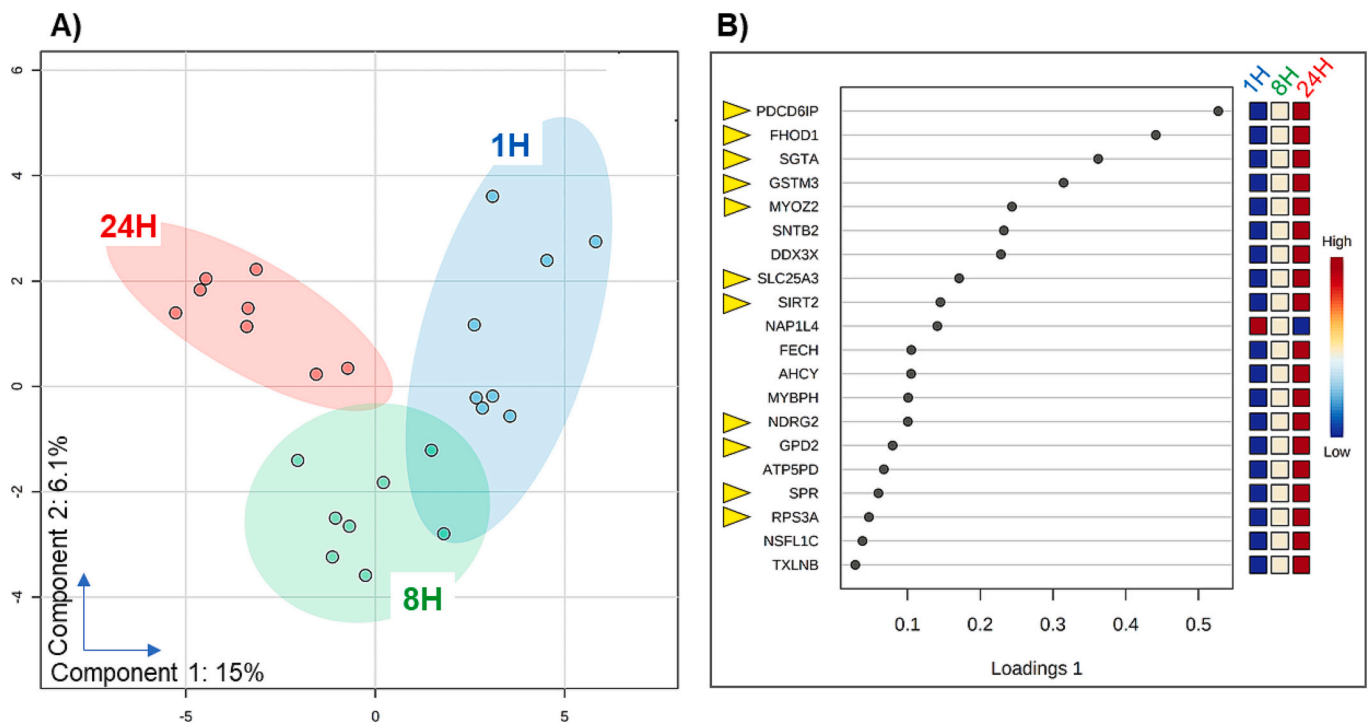 A)
6
4
2
0
-2
-4
-5
0
5
1H
24H
8H
Component 2: 6.1%
Component 1: 15%
B)
1H
8H
24H
PDCD6IP
FHOD1
SGTA
GSTM3
MYOZ2
SNTB2
DDX3X
SLC25A3
SIRT2
NAP1L4
FECH
AHCY
MYBPH
NDRG2
GPD2
ATP5PD
SPR
RPS3A
NSFL1C
TXLNB
High
Low
0.1
0.2
0.3
0.4
0.5
Loadings 1